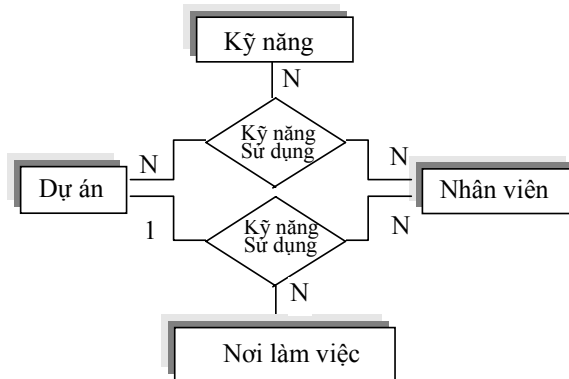 Kỹ năng
N
Kỹ năng
Sử dụng
N
N
Dự án
Nhân viên
1
Kỹ năng
Sử dụng
N
N
Nơi làm việc